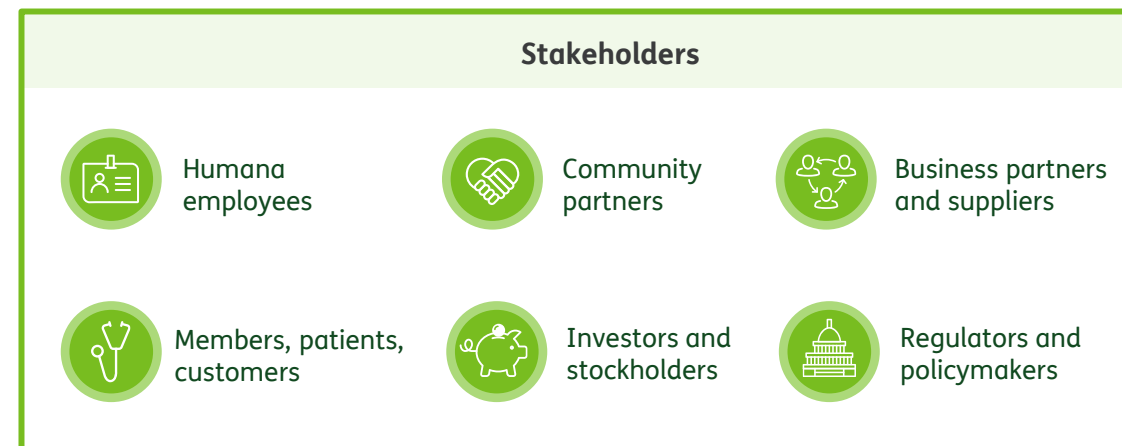 Stakeholders
Humana
employees
Community
partners
Business partners
and suppliers
Members, patients,
customers
Investors and
stockholders
Regulators and
policymakers